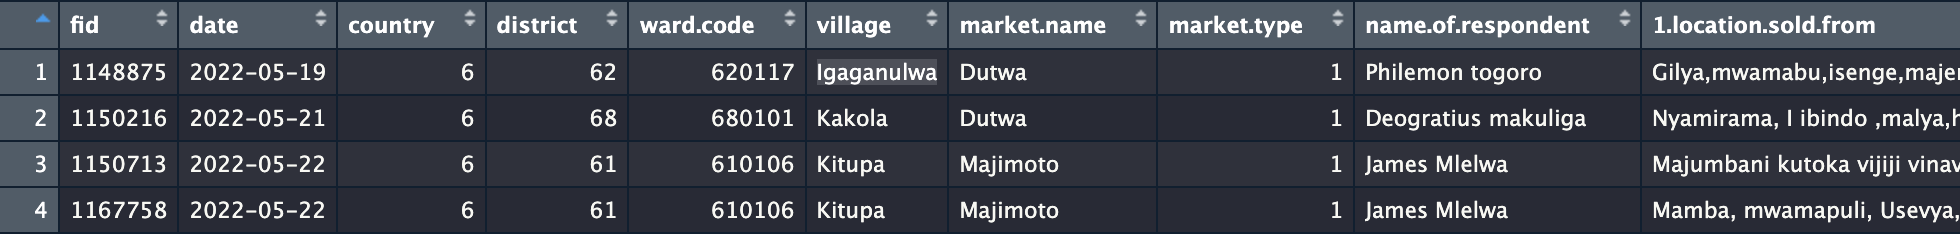 fid date country district ward.code village market.name market.type name.of.respondent 1.location.sold.from
1 1148875 2022-05-19 6 62 620117 Igaganulwa Dutwa 1 Philemon togoro Gilya,mwamabu,isenge,majer
2 1150216 2022-05-21 6 68 680101 Kakola Dutwa 1 Deogratius makuliga Nyamirama, I ibindo ,malya,h
3 1150713 2022-05-22 6 61 610106 Kitupa Majimoto 1 James Mlelwa Majumbani kutoka vijiji vinav
4 1167758 2022-05-22 6 61 610106 Kitupa Majimoto 1 James Mlelwa Mamba, mwamapuli, Usevya,